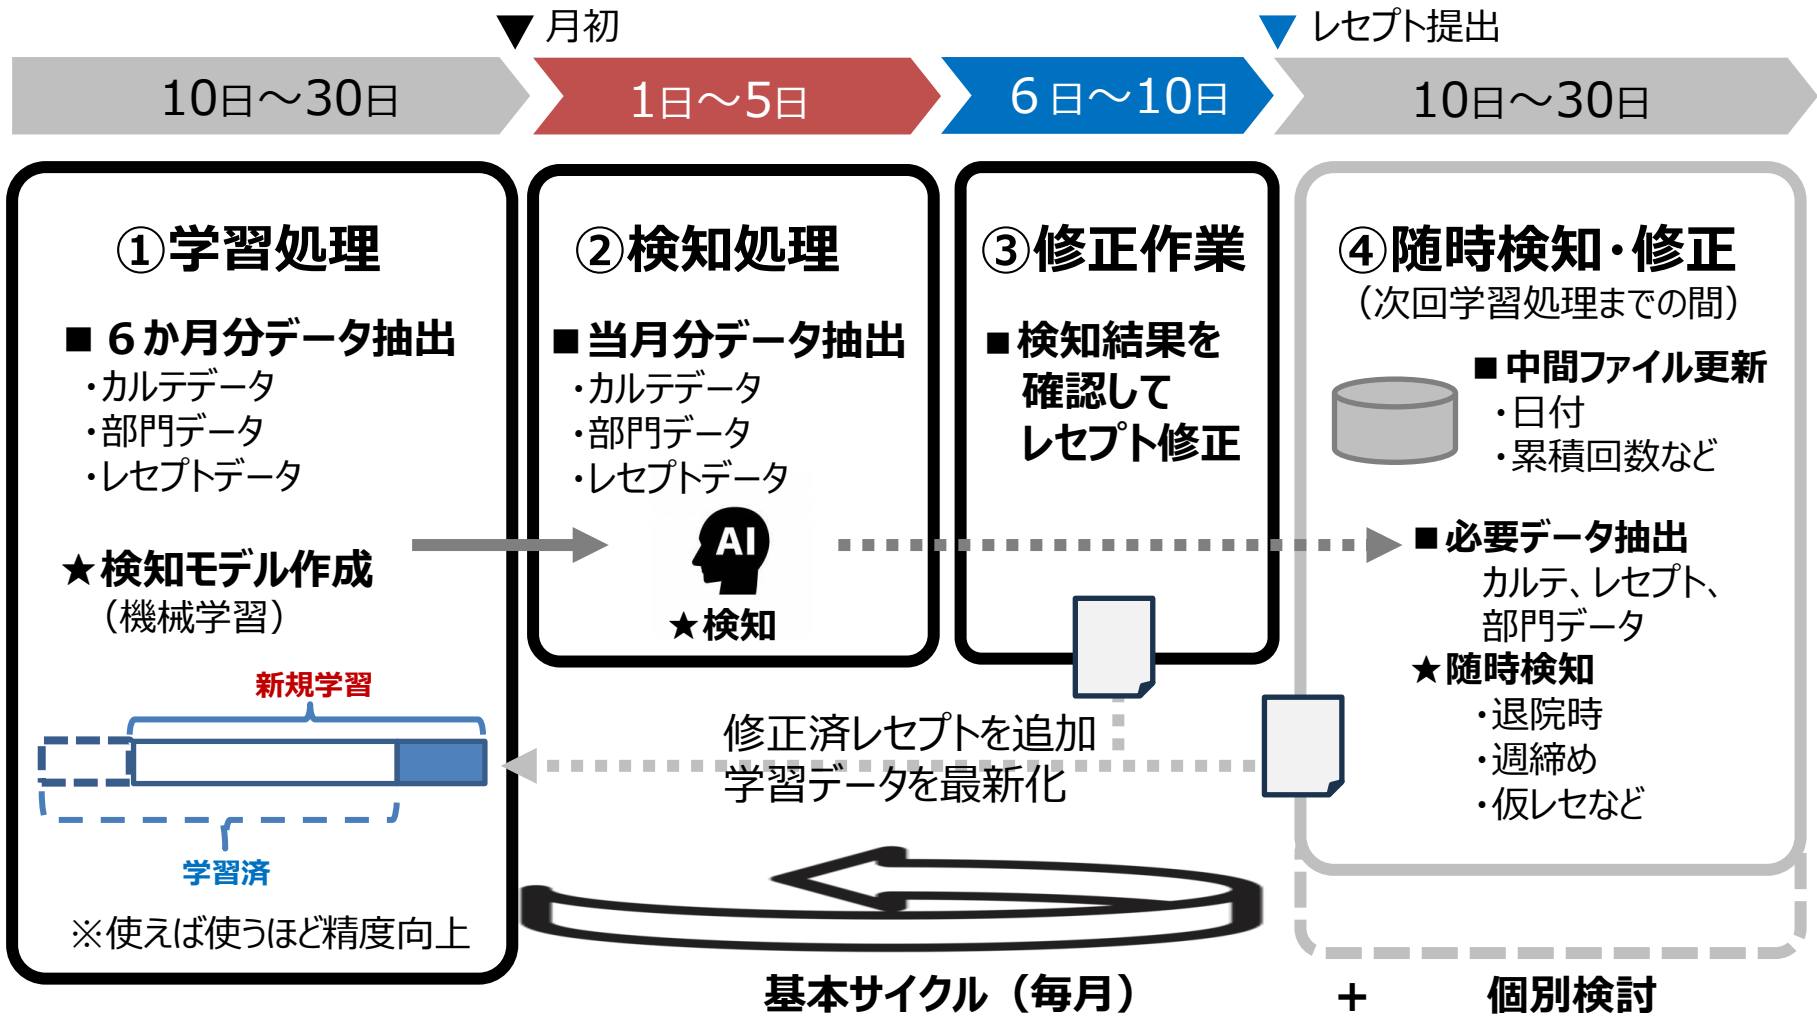 月初
レセプト提出
10日～30日
1日～5日
６日～10日
10日～30日
①学習処理
■６か月分データ抽出
・カルテデータ
・部門データ
・レセプトデータ
★検知モデル作成
（機械学習）
新規学習
学習済
※使えば使うほど精度向上
②検知処理
■当月分データ抽出
・カルテデータ
・部門データ
・レセプトデータ
AI
★検知
③修正作業
■検知結果を
確認して
レセプト修正
修正済レセプトを追加
学習データを最新化
④随時検知・修正
（次回学習処理までの間）
■中間ファイル更新
・日付
・累積回数など
■必要データ抽出
カルテ、レセプト、
部門データ
★随時検知
・退院時
・週締め
・仮レセなど
基本サイクル（毎月）
+
個別検討